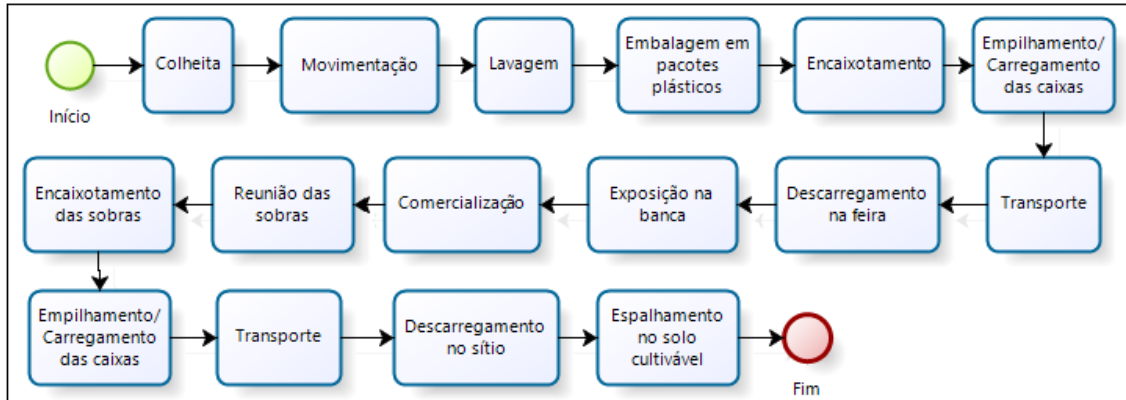 Início
Colheita
Movimentação
Lavagem
Embalagem em
pacotes
plásticos
Encaixotamento
Empilhamento/
Carregamento
das caixas
Transporte
Descarregamento
na feira
Exposição na
banca
Comercialização
Reunião das
sobras
Encaixotamento
das sobras
Empilhamento/
Carregamento
das caixas
Transporte
Descarregamento
no sítio
Espalhamento
no solo
cultivável
Fim